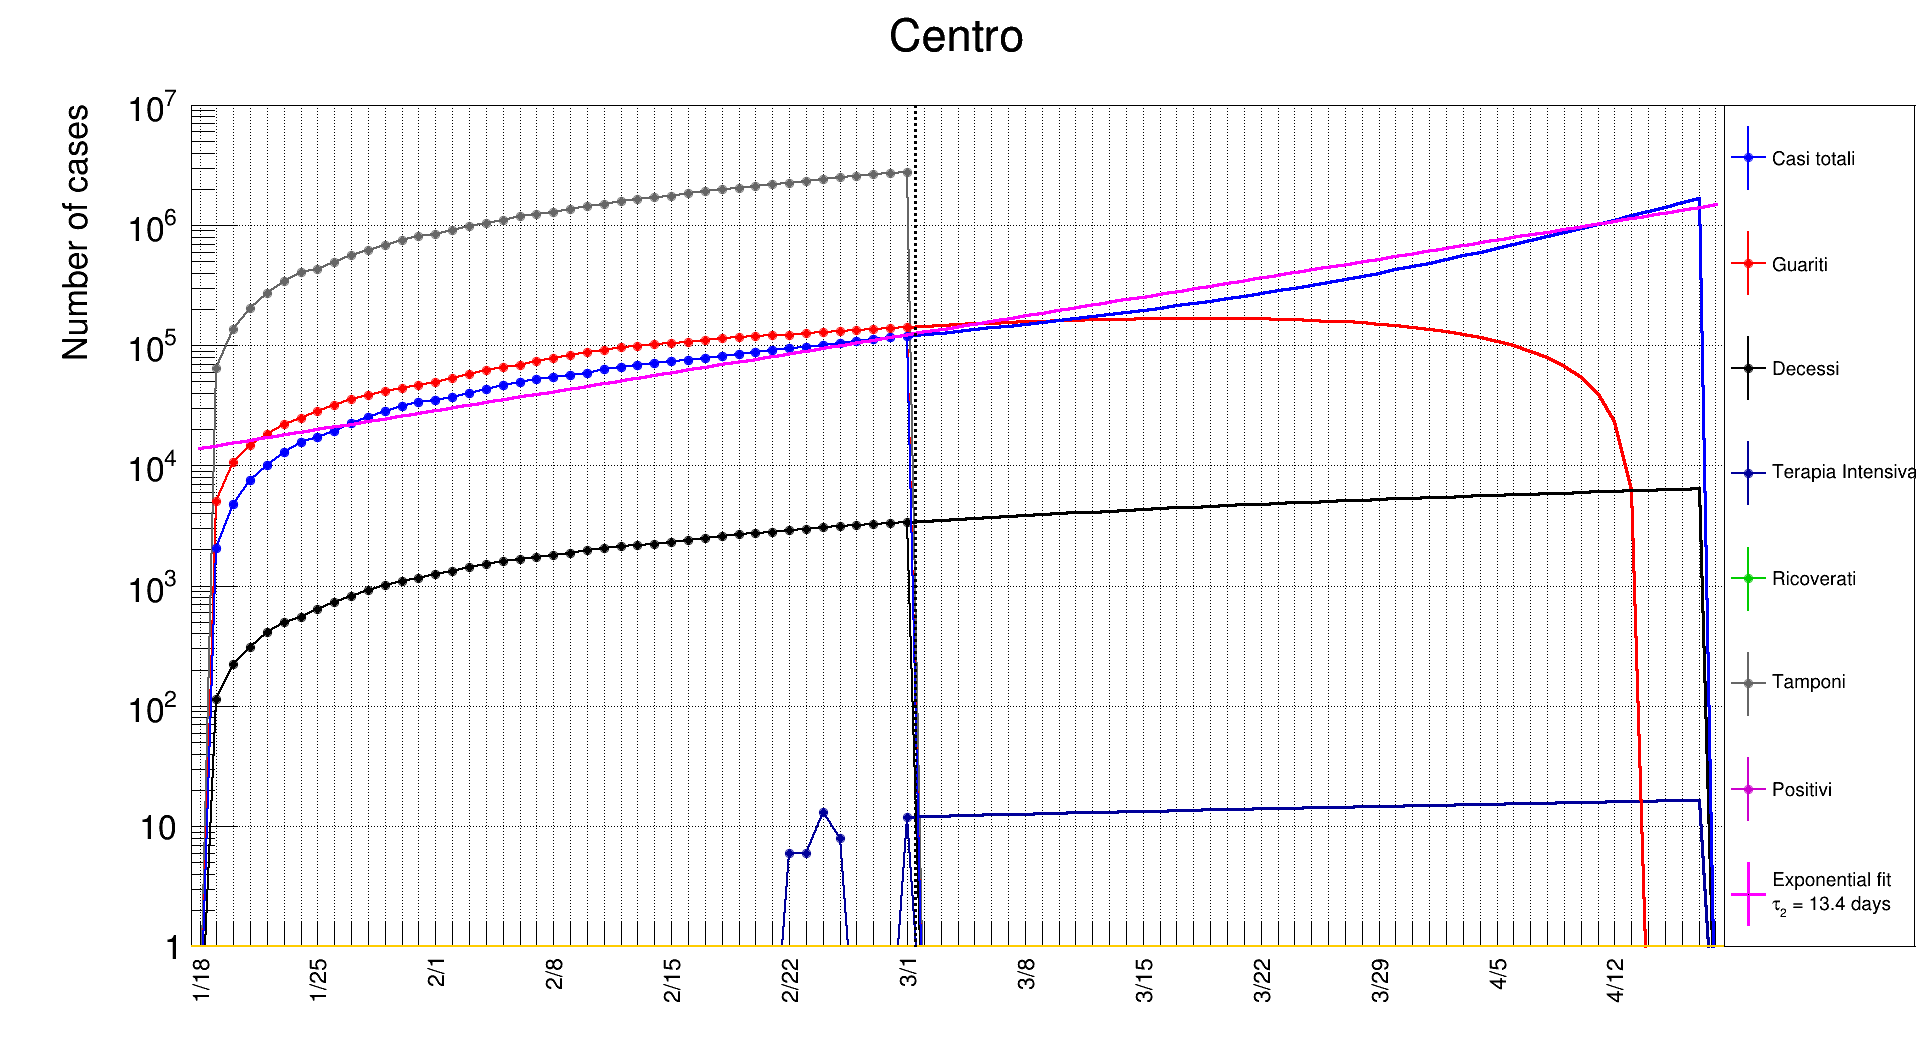 Centro
Number of cases
10^7
10^6
10^5
10^4
10^3
10^2
10
1
1/18
1/25
2/1
2/8
2/15
2/22
3/1
3/8
3/15
3/22
3/29
4/5
4/12
Casi totali
Guariti
Decessi
Terapia Intensiva
Ricoverati
Tamponi
Positivi
Exponential fit
τ_2 = 13.4 days